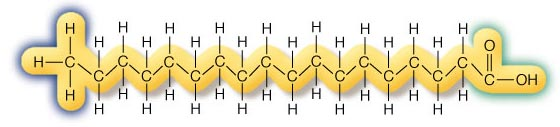 H H H H H H H H H
H H H H H H H H O
H—C C C C C C C C C
C C C C C C C C C—OH
H H H H H H H H H
H H H H H H H H